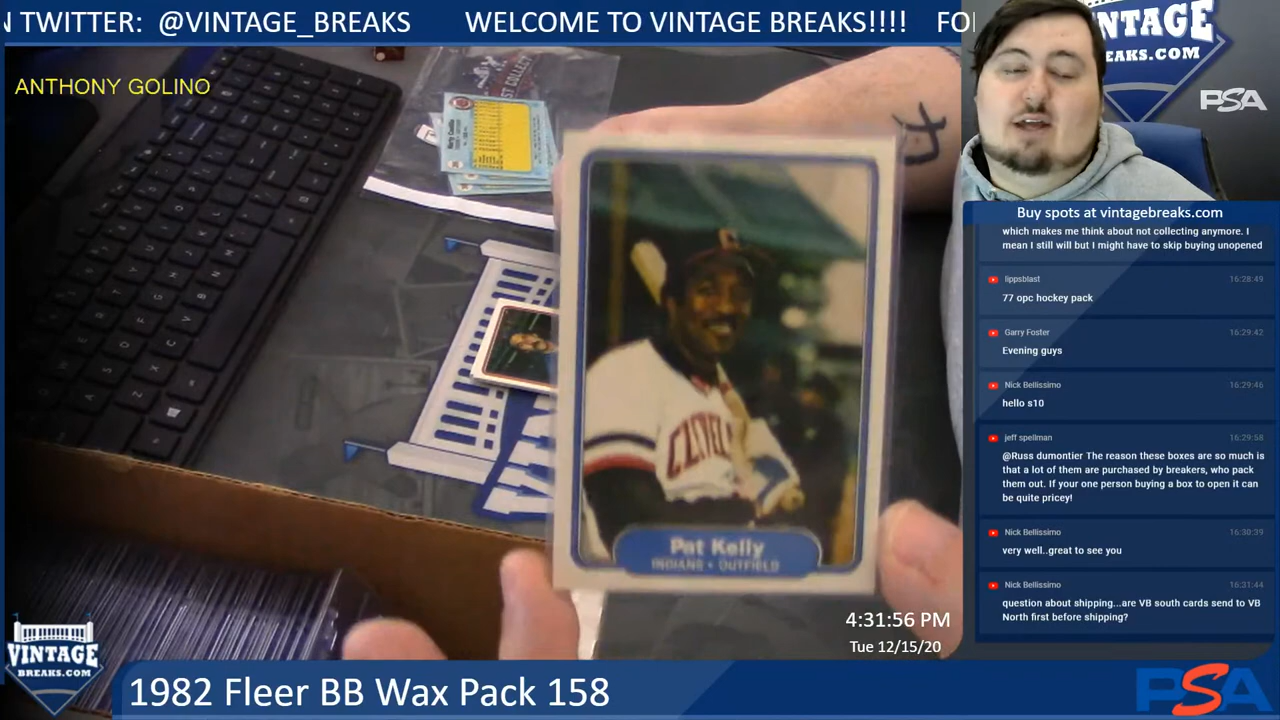 N TWITTER: @VINTAGE_BREAKS WELCOME TO VINTAGE BREAKS!!!! FO
ANTHONY GOLINO
VINTAGE
EAKS.COM
PSA
Pat Kelly
INDIANS • OUTFIELD
Buy spots at vintagebreaks.com
which makes me think about not collecting anymore. I
mean I still will but I might have to skip buying unopened
lippsblast 16:28:49
77 opc hockey pack
Garry Foster 16:29:42
Evening guys
Nick Bellissimo 16:29:46
hello s10
jeff spellman 16:29:58
@Russ dumontier The reason these boxes are so much is
that a lot of them are purchased by breakers, who pack
them out. If your one person buying a box to open it can
be quite pricey!
Nick Bellissimo 16:30:39
very well..great to see you
Nick Bellissimo 16:31:44
question about shipping...are VB south cards send to VB
North first before shipping?
4:31:56 PM
Tue 12/15/20
VINTAGE
BREAKS.COM
1982 Fleer BB Wax Pack 158
PSA